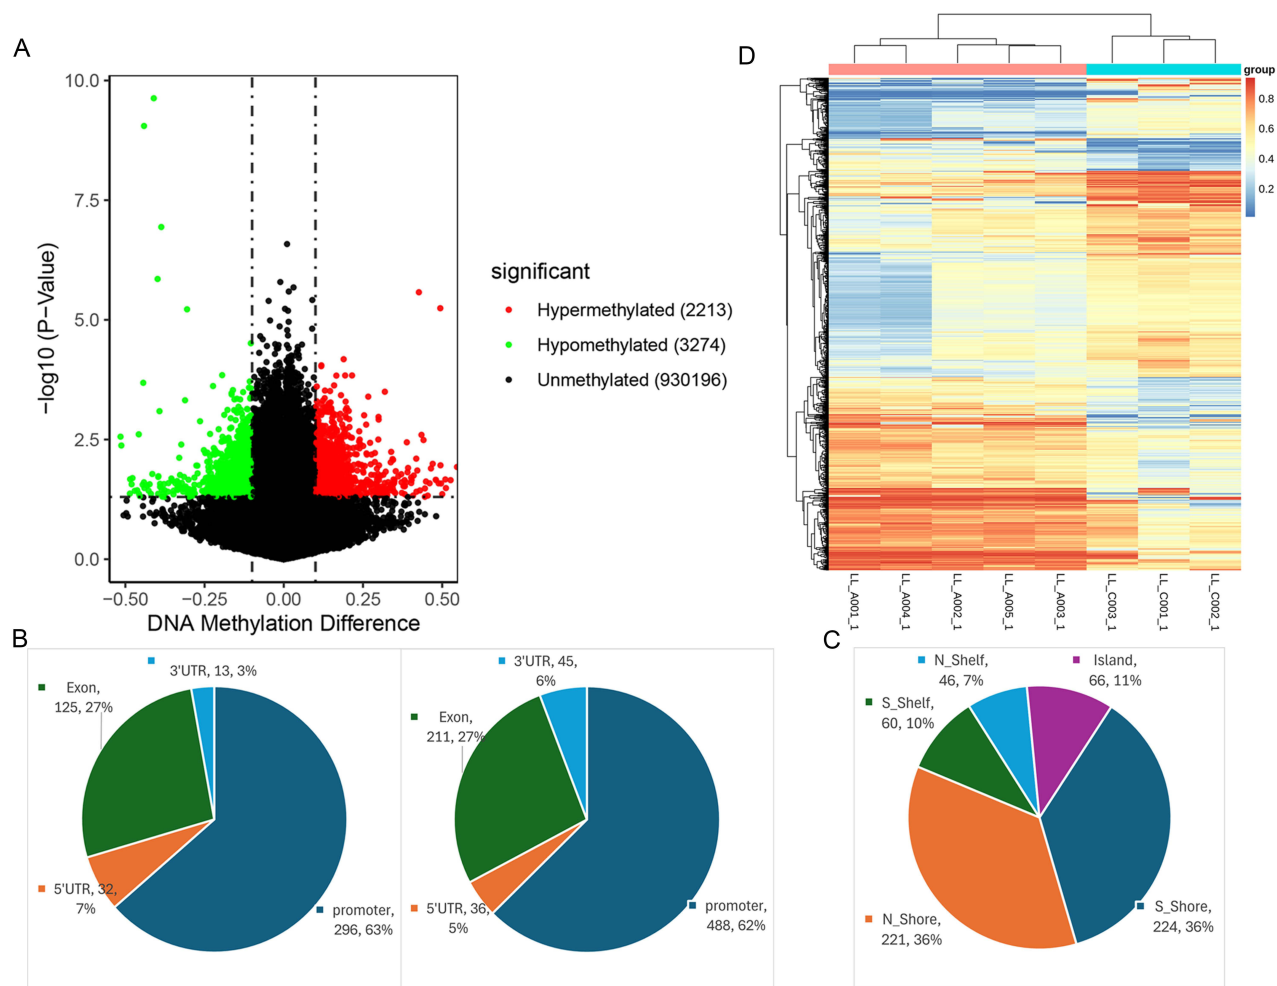 A
10.0
7.5
5.0
2.5
0.0
−log10 (P−Value)
−0.50
−0.25
0.00
0.25
0.50
DNA Methylation Difference
significant
Hypermethylated (2213)
Hypomethylated (3274)
Unmethylated (930196)
D
group
0.8
0.6
0.4
0.2
LL_A001_1
LL_A004_1
LL_A002_1
LL_A005_1
LL_A003_1
LL_C003_1
LL_C001_1
LL_C002_1
B
3'UTR, 13, 3%
Exon,
125, 27%
5'UTR, 32,
7%
promoter,
296, 63%
3'UTR, 45,
6%
Exon,
211, 27%
5'UTR, 36,
5%
promoter,
488, 62%
C
N_Shelf,
46, 7%
Island,
66, 11%
S_Shelf,
60, 10%
N_Shore,
221, 36%
S_Shore,
224, 36%